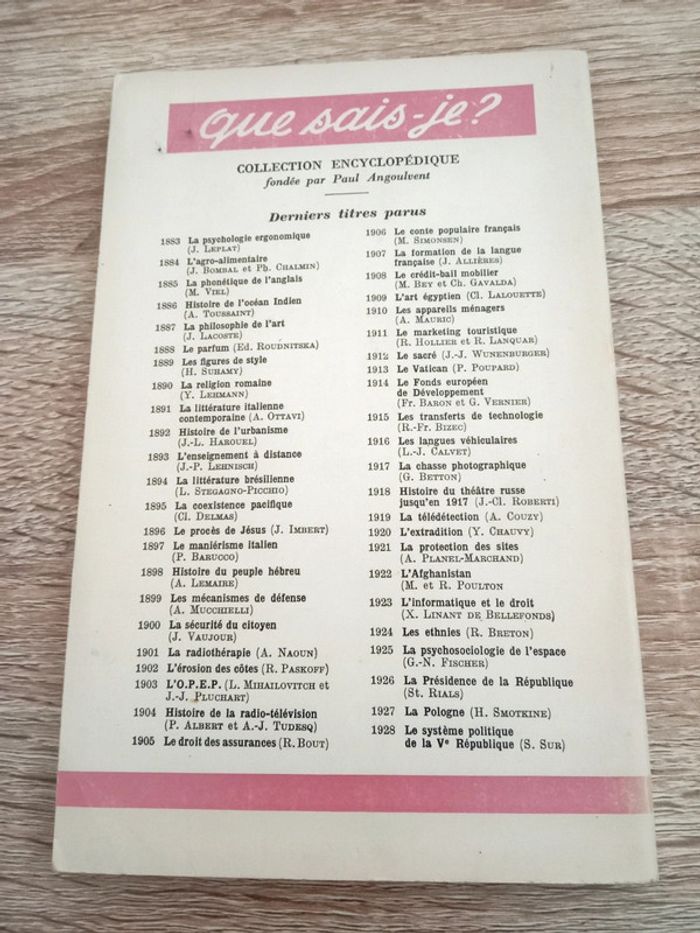 que sais-je?
COLLECTION ENCYCLOPÉDIQUE
fondée par Paul Angoulvent
Derniers titres parus
1883 La psychologie ergonomique
(J. LEPLAT)
1884 L'agro-alimentaire
(J. BOMBAL et Ph. CHALMIN)
1885 La phonétique de l'anglais
(M. VIEL)
1886 Histoire de l'océan Indien
(A. TOUSSAINT)
1887 La philosophie de l'art
(J. LACOSTE)
1888 Le parfum (Ed. ROUDNITSKA)
1889 Les figures de style
(H. SUHAMY)
1890 La religion romaine
(Y. LEHMANN)
1891 La littérature italienne
contemporaine (A. OTTAVI)
1892 Histoire de l'urbanisme
(J.-L. HAROUEL)
1893 L'enseignement à distance
(J.-P. LEHNISCH)
1894 La littérature brésilienne
(L. STEGAGNO-PICCHIO)
1895 La coexistence pacifique
(Cl. DELMAS)
1896 Le procès de Jésus (J. IMBERT)
1897 Le maniérisme italien
(P. BARUCCO)
1898 Histoire du peuple hébreu
(A. LEMAIRE)
1899 Les mécanismes de défense
(A. MUCCHIELLI)
1900 La sécurité du citoyen
(J. VAUJOUR)
1901 La radiothérapie (A. NAOUN)
1902 L'érosion des côtes (R. PASKOFF)
1903 L'O.P.E.P. (L. MIHAILOVITCH et
J.-J. PLUCHART)
1904 Histoire de la radio-télévision
(P. ALBERT et A.-J. TUDESQ)
1905 Le droit des assurances (R. BOUT)
1906 Le conte populaire français
(M. SIMONSEN)
1907 La formation de la langue
française (J. ALLIÈRES)
1908 Le crédit-bail mobilier
(M. BEY et Ch. GAVALDA)
1909 L'art égyptien (Cl. LALOUETTE)
1910 Les appareils ménagers
(A. MAURIC)
1911 Le marketing touristique
(R. HOLLIER et R. LANQUAR)
1912 Le sacré (J.-J. WUNENBURGER)
1913 Le Vatican (P. POUPARD)
1914 Le Fonds européen
de Développement
(Fr. BARON et G. VERNIER)
1915 Les transferts de technologie
(R.-Fr. BIZEC)
1916 Les langues véhiculaires
(L.-J. CALVET)
1917 La chasse photographique
(G. BETTON)
1918 Histoire du théâtre russe
jusqu'en 1917 (J.-Cl. ROBERTI)
1919 La télédétection (A. COUZY)
1920 L'extradition (Y. CHAUVY)
1921 La protection des sites
(A. PLANEL-MARCHAND)
1922 L'Afghanistan
(M. et R. POULTON
1923 L'informatique et le droit
(X. LINANT DE BELLEFONDS)
1924 Les ethnies (R. BRETON)
1925 La psychosociologie de l'espace
(G.-N. FISCHER)
1926 La Présidence de la République
(St. RIALS)
1927 La Pologne (H. SMOTKINE)
1928 Le système politique
de la Ve République (S. SUR)